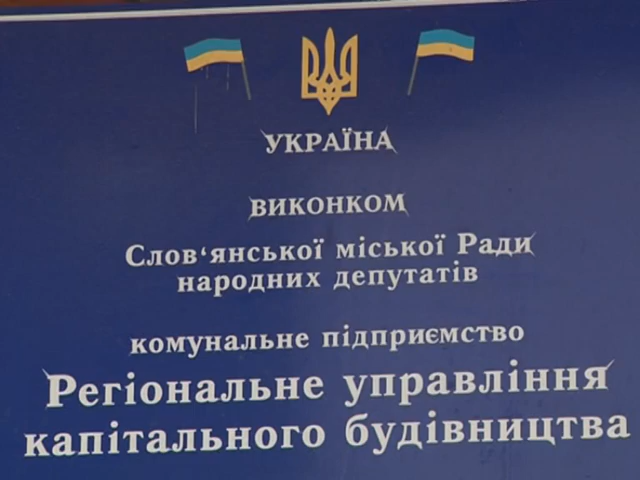 УКРАЇНА
ВИКОНКОМ
Слов‘янської міської Ради
народних депутатів
комунальне підприємство
Регіональне управління
капітального будівництва